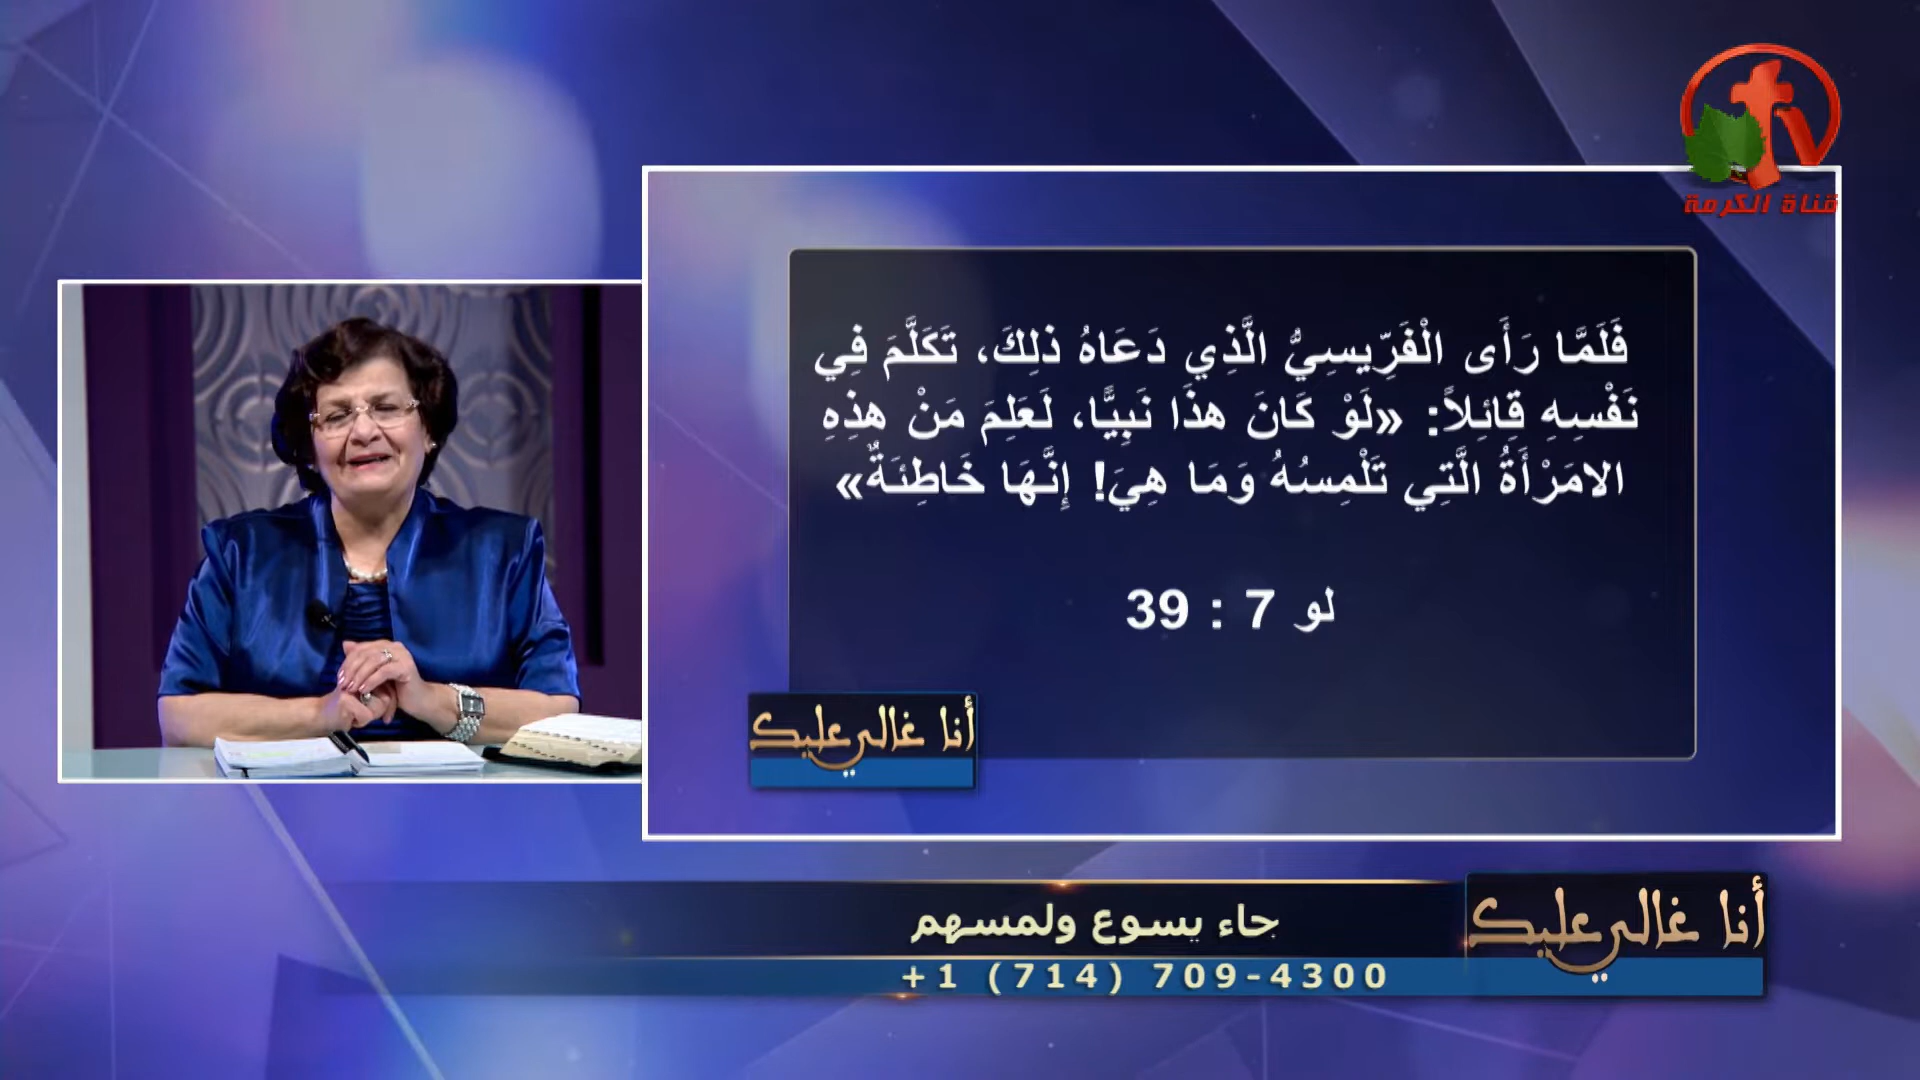 قناة الكرمة
فَلَمَّا رَأَى الْفَرِّيسِيُّ الَّذِي دَعَاهُ ذلِكَ، تَكَلَّمَ فِي
نَفْسِهِ قِائِلاً: «لَوْ كَانَ هذَا نَبِيًّا، لَعَلِمَ مَنْ هذِهِ
الامَرْأَةُ الَّتِي تَلْمِسُهُ وَمَا هِيَ! إِنَّهَا خَاطِئَةٌ»
لو 7 : 39
أنا غالي عليك
جاء يسوع ولمسهم
أنا غالي عليك
+1 (714) 709-4300